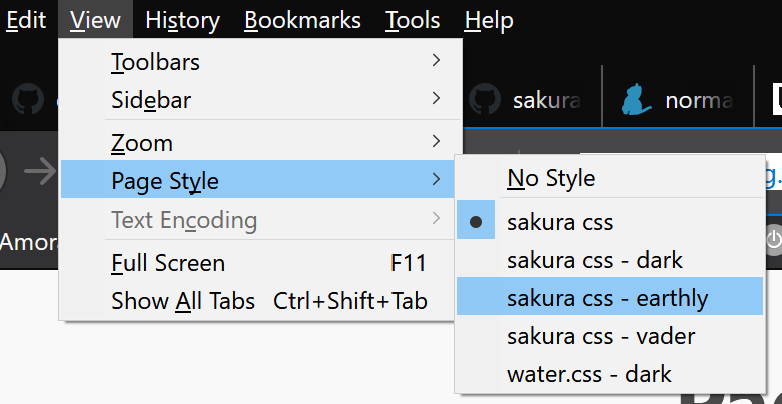 Edit View History Bookmarks Tools Help
Toolbars
Sidebar
sakura
norma
Zoom
Page Style
No Style
Text Encoding
sakura css
Amora
Full Screen F11
sakura css - dark
Show All Tabs Ctrl+Shift+Tab
sakura css - earthly
sakura css - vader
water.css - dark